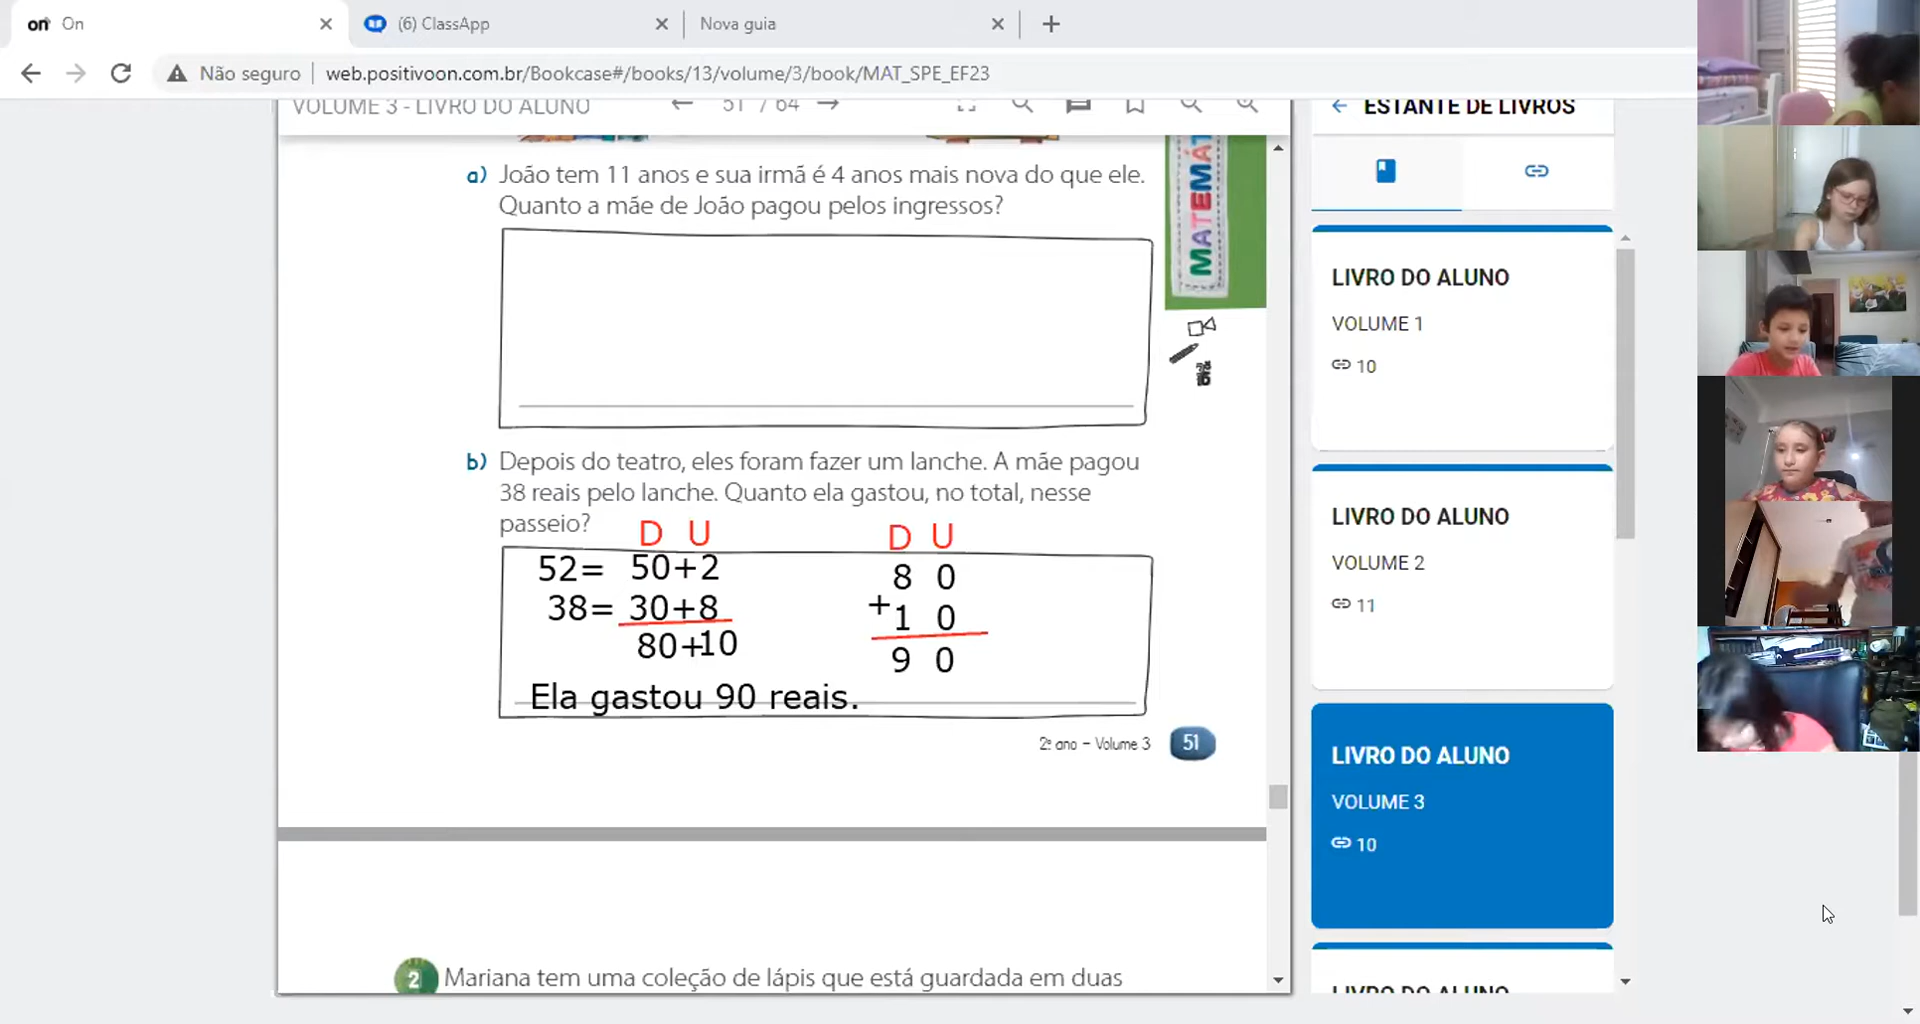 on On
(6) ClassApp
Nova guia
Não seguro
web.positivoon.com.br/Bookcase#/books/13/volume/3/book/MAT_SPE_EF23
VOLUME 3 - LIVRO DO ALUNO
51 / 64
ESTANTE DE LIVROS
MATEMÁT
a) João tem 11 anos e sua irmã é 4 anos mais nova do que ele.
Quanto a mãe de João pagou pelos ingressos?
b) Depois do teatro, eles foram fazer um lanche. A mãe pagou
38 reais pelo lanche. Quanto ela gastou, no total, nesse
passeio?
D U
52= 50+2
38= 30+8
80+10
D U
8 0
+1 0
9 0
Ela gastou 90 reais.
2º ano – Volume 3 51
2 Mariana tem uma coleção de lápis que está guardada em duas
LIVRO DO ALUNO
VOLUME 1
10
LIVRO DO ALUNO
VOLUME 2
11
LIVRO DO ALUNO
VOLUME 3
10
LIVRO DO ALUNO